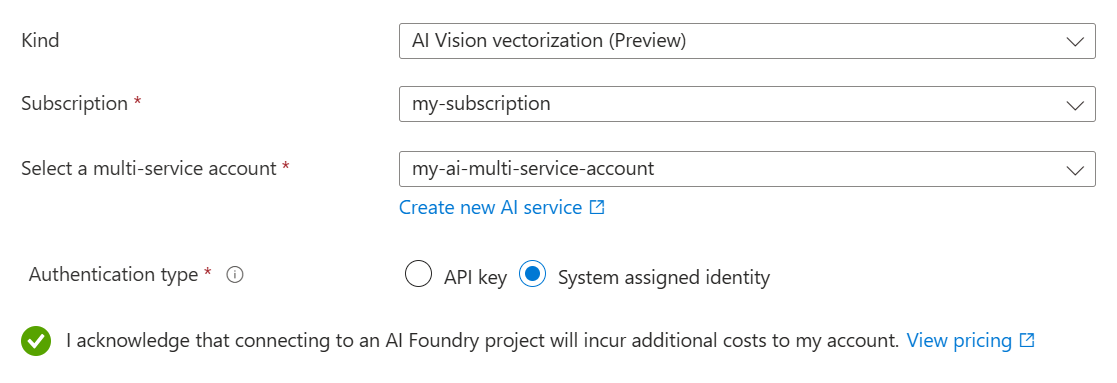 Kind
AI Vision vectorization (Preview)
Subscription *
my-subscription
Select a multi-service account *
my-ai-multi-service-account
Create new AI service
Authentication type *
API key
System assigned identity
I acknowledge that connecting to an AI Foundry project will incur additional costs to my account. View pricing